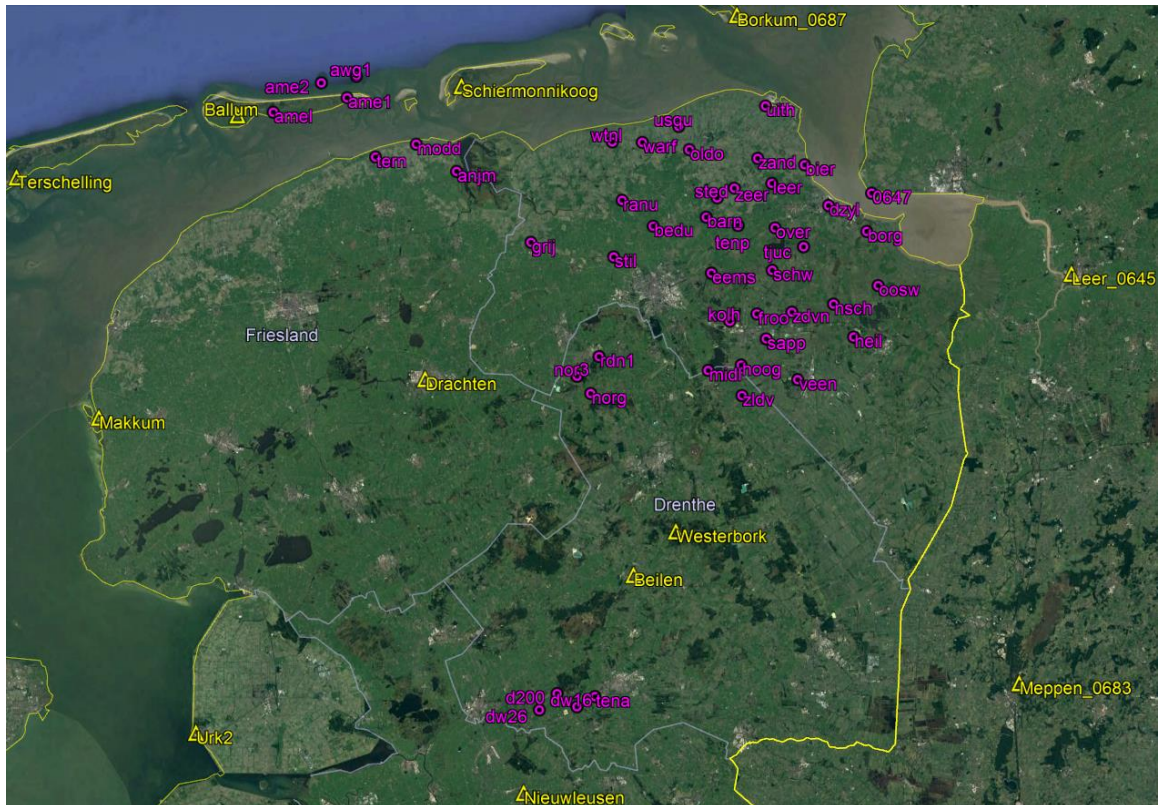 Borkum_0687
awg1
ame2
Schiermonnikoog
ame1
Ballum
amel
uith
usgu
wtgl
warf
modd
oldo
tern
zand
bier
anjm
Terschelling
leer
sted
zeer
0647
ranu
dzyl
barn
bedu
tenp
over
borg
grij
tjuc
stil
eems
schw
Leer_0645
oosw
hsch
kolh
froo
zdvn
Friesland
sapp
heil
rdn1
nor3
midl
hoog
veen
Drachten
norg
zldv
Makkum
Drenthe
Westerbork
Beilen
Meppen_0683
d200
dw16
tena
dw26
Urk2
Nieuwleusen